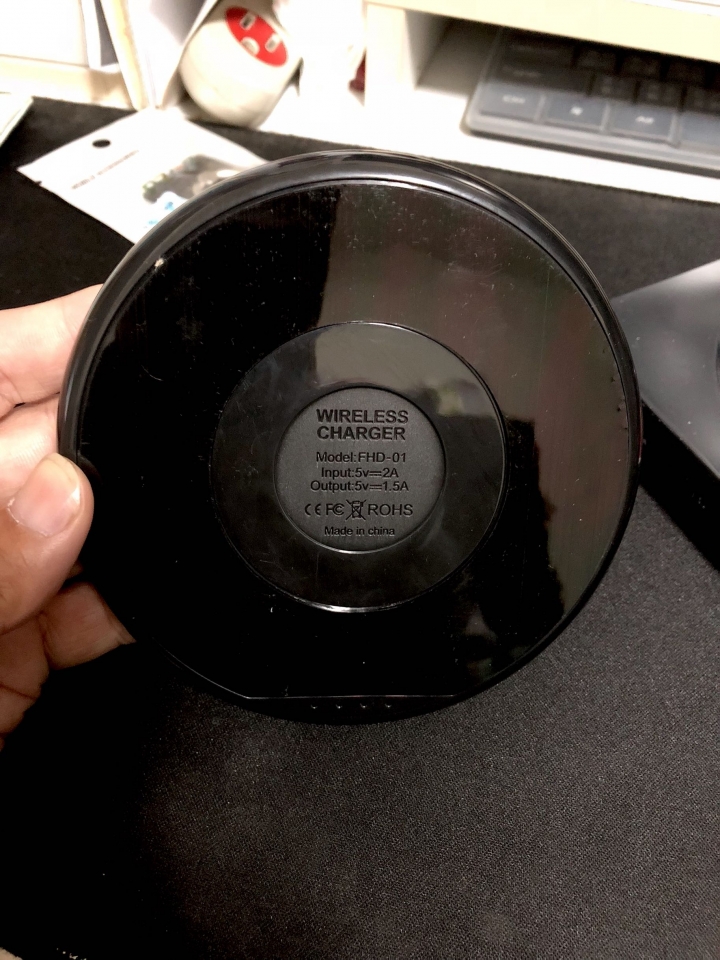 WIRELESS
CHARGER
Model:FHD-01
Input:5v⎓2A
Output:5v⎓1.5A
CE FC ROHS
Made in china